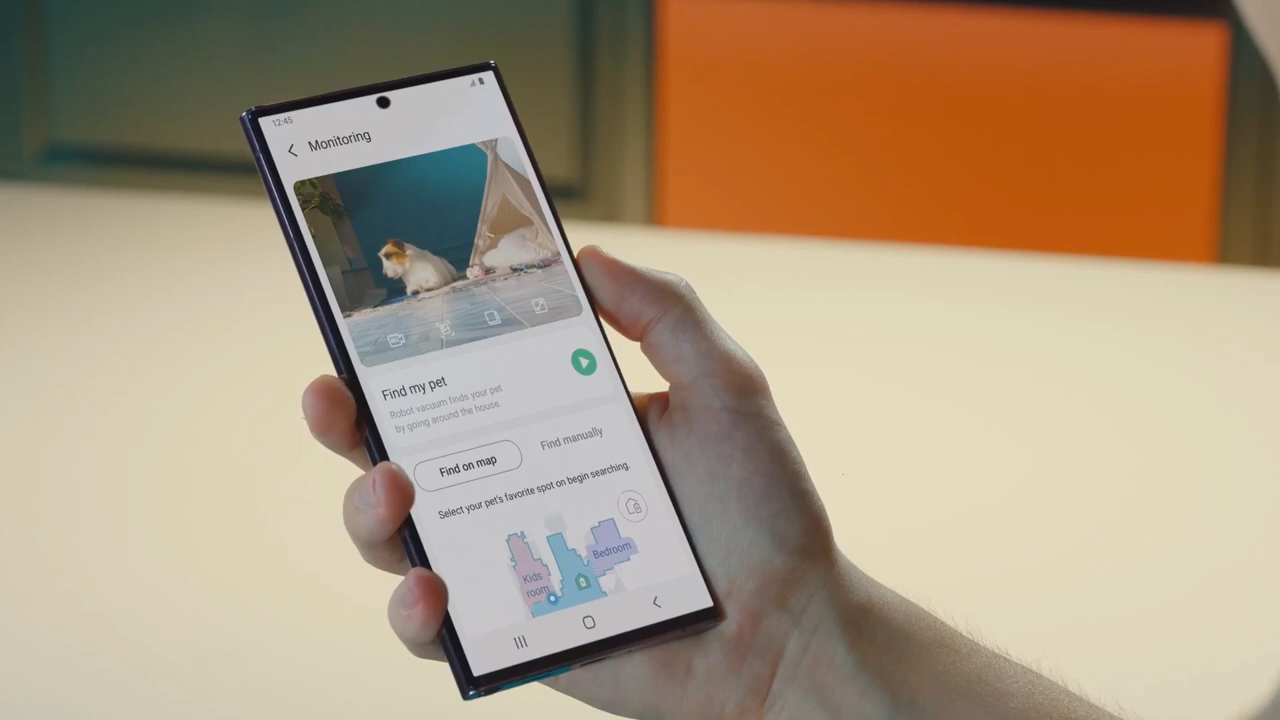 12:45
Monitoring
Find my pet
Robot vacuum finds your pet
by going around the house.
Find on map
Find manually
Select your pet's favorite spot on begin searching.
Bedroom
Kids
room